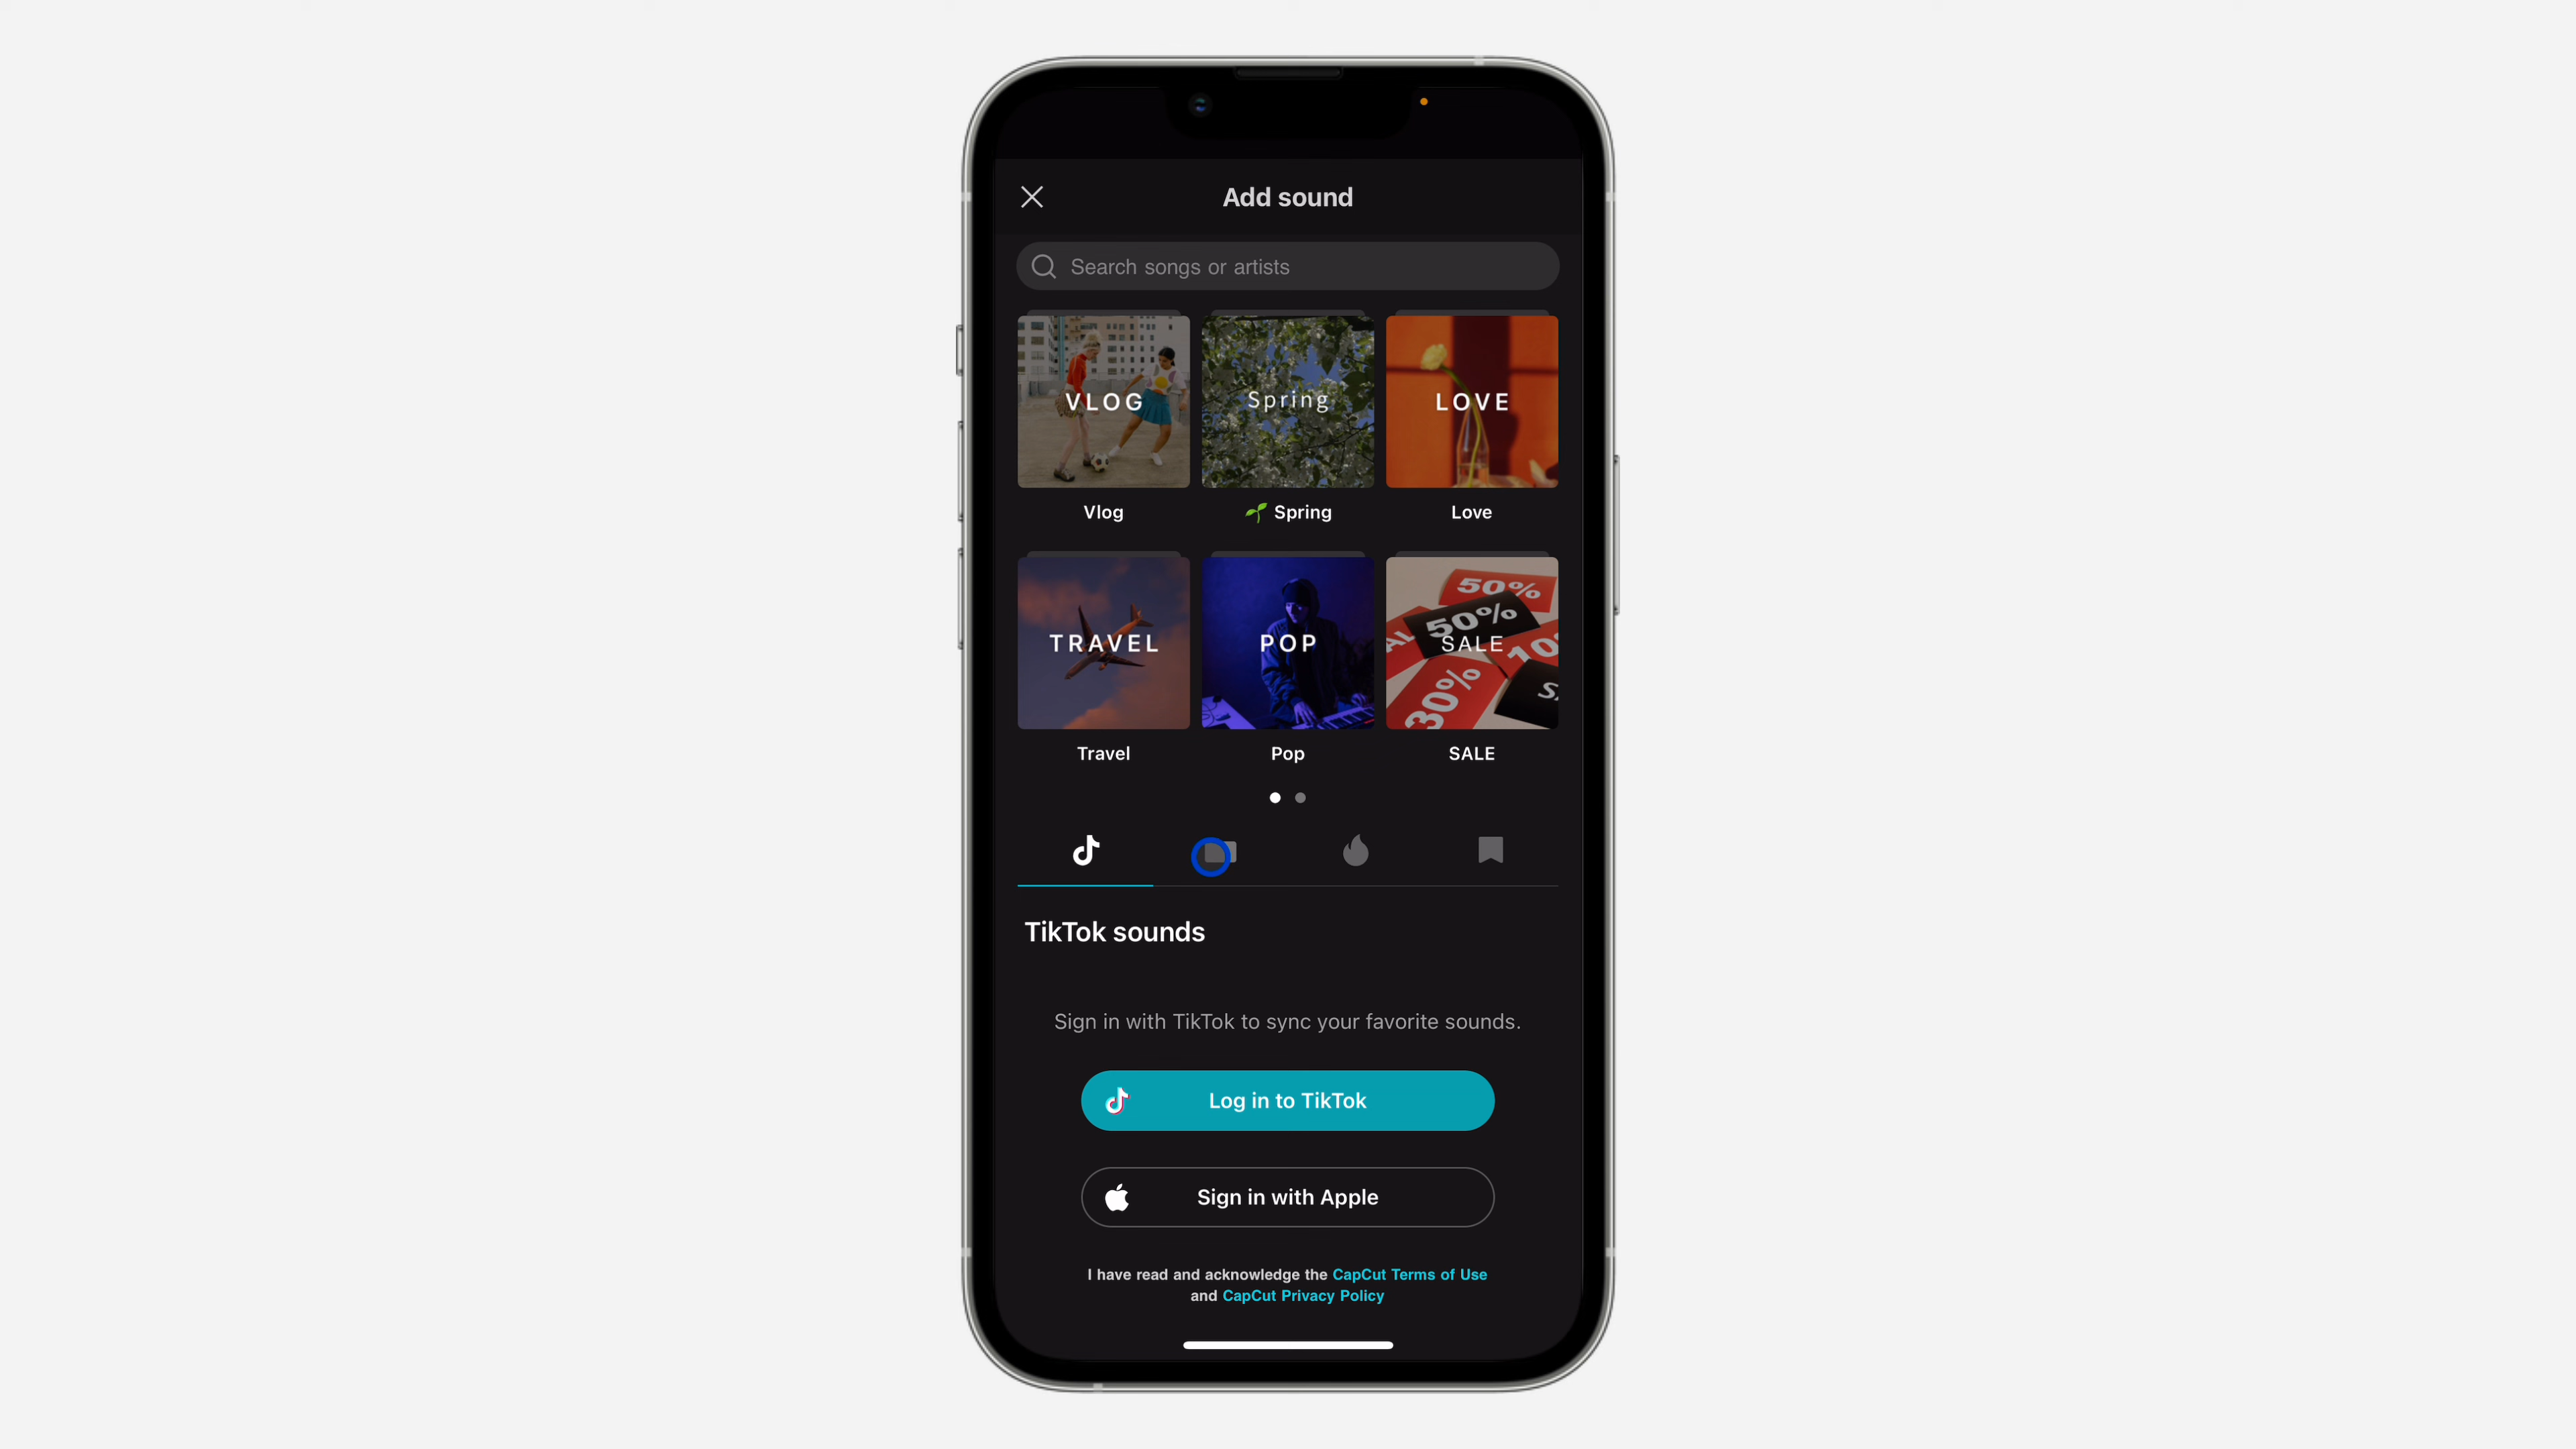 Add sound
Search songs or artists
VLOG
Spring
LOVE
Vlog
Spring
Love
TRAVEL
POP
50%
50%
SALE
30%
Travel
Pop
SALE
TikTok sounds
Sign in with TikTok to sync your favorite sounds.
Log in to TikTok
Sign in with Apple
I have read and acknowledge the CapCut Terms of Use
and CapCut Privacy Policy